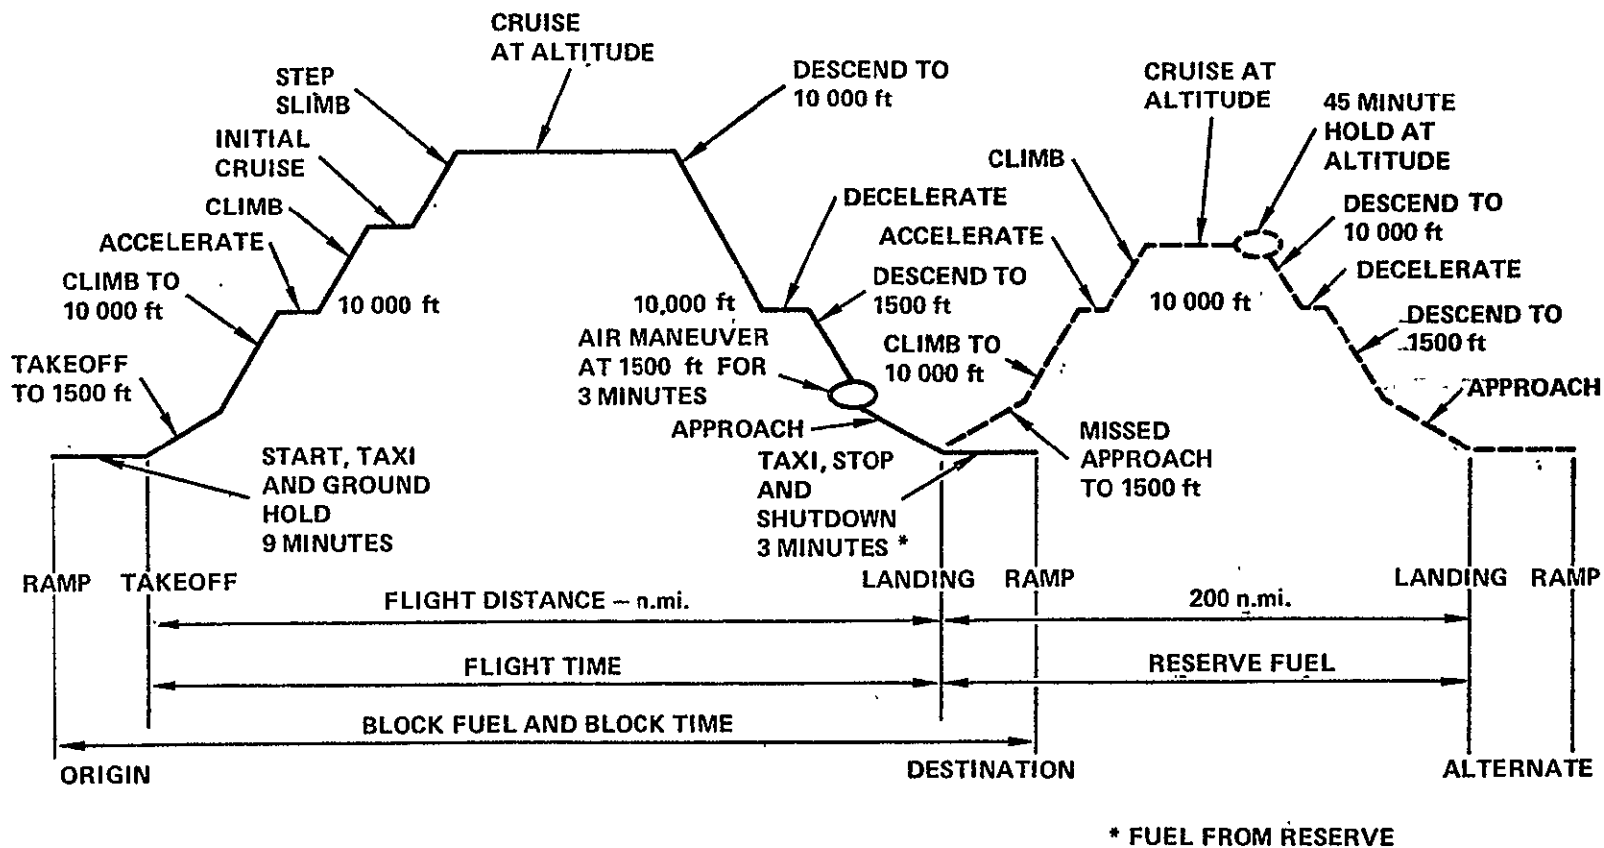 CRUISE
AT ALTITUDE
STEP
SLIMB
INITIAL
CRUISE
CLIMB
ACCELERATE
CLIMB TO
10 000 ft
10 000 ft
TAKEOFF
TO 1500 ft
START, TAXI
AND GROUND
HOLD
9 MINUTES
DESCEND TO
10 000 ft
DECELERATE
10,000 ft
DESCEND TO
1500 ft
AIR MANEUVER
AT 1500 ft FOR
3 MINUTES
APPROACH
TAXI, STOP
AND
SHUTDOWN
3 MINUTES *
CRUISE AT
ALTITUDE
45 MINUTE
HOLD AT
ALTITUDE
CLIMB
ACCELERATE
CLIMB TO
10 000 ft
10 000 ft
MISSED
APPROACH
TO 1500 ft
DESCEND TO
10 000 ft
DECELERATE
DESCEND TO
1500 ft
APPROACH
RAMP
TAKEOFF
LANDING
RAMP
LANDING
RAMP
FLIGHT DISTANCE – n.mi.
200 n.mi.
FLIGHT TIME
RESERVE FUEL
BLOCK FUEL AND BLOCK TIME
ORIGIN
DESTINATION
ALTERNATE
* FUEL FROM RESERVE